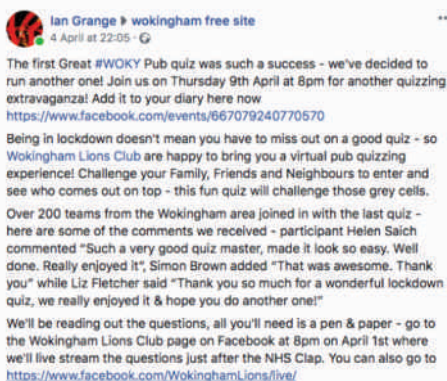 Ian Grange ▶ wokingham free site
4 April at 22:05 ·
The first Great #WOKY Pub quiz was such a success - we've decided to
run another one! Join us on Thursday 9th April at 8pm for another quizzing
extravaganza! Add it to your diary here now
https://www.facebook.com/events/667079240770570
Being in lockdown doesn't mean you have to miss out on a good quiz - so
Wokingham Lions Club are happy to bring you a virtual pub quizzing
experience! Challenge your Family, Friends and Neighbours to enter and
see who comes out on top - this fun quiz will challenge those grey cells.
Over 200 teams from the Wokingham area joined in with the last quiz -
here are some of the comments we received - participant Helen Saich
commented "Such a very good quiz master, made it look so easy. Well
done. Really enjoyed it", Simon Brown added "That was awesome. Thank
you" while Liz Fletcher said "Thank you so much for a wonderful lockdown
quiz, we really enjoyed it & hope you do another one!"
We'll be reading out the questions, all you'll need is a pen & paper - go to
the Wokingham Lions Club page on Facebook at 8pm on April 1st where
we'll live stream the questions just after the NHS Clap. You can also go to
https://www.facebook.com/WokinghamLions/live/